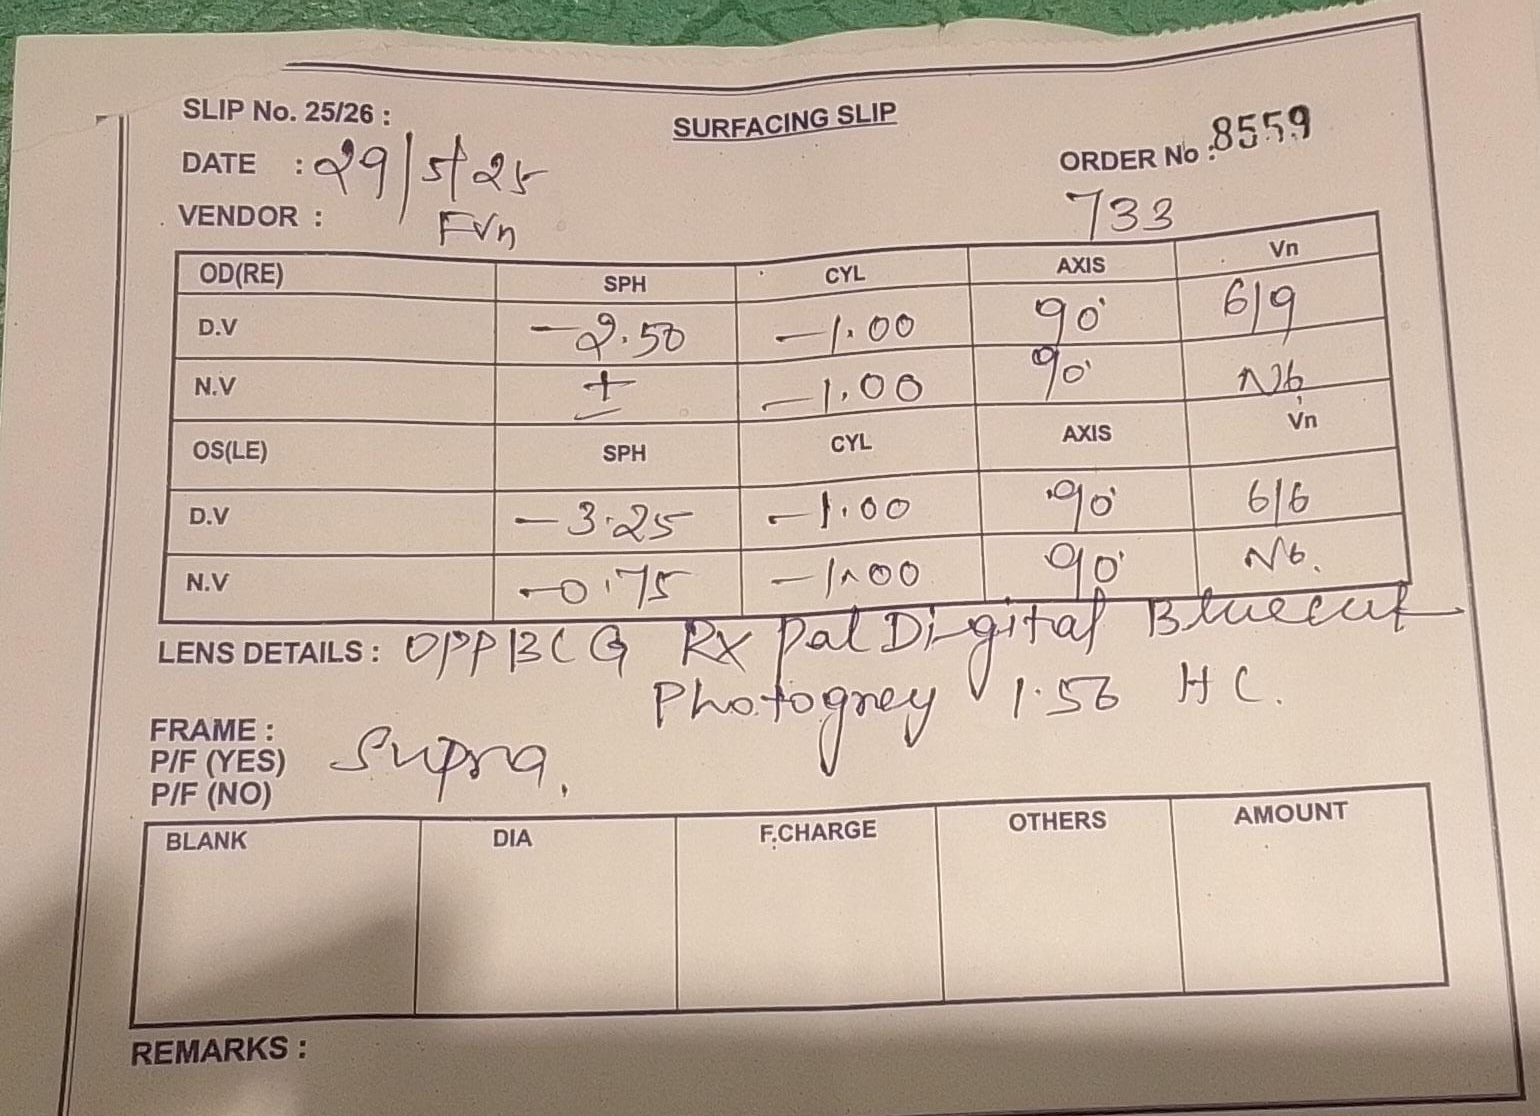 SLIP No. 25/26 :
SURFACING SLIP
ORDER No : 8559
DATE : 29/5/25
733
VENDOR : FVn
OD(RE) SPH CYL AXIS Vn
D.V -2.50 -1.00 90° 6/9
N.V ± -1.00 90° N6
OS(LE) SPH CYL AXIS Vn
D.V -3.25 -1.00 90° 6/6
N.V -0.75 -1.00 90° N6.
LENS DETAILS : OPPBCG RX Pal Digital Bluecut
Photogrey 1.56 HC.
FRAME :
P/F (YES) Supra.
P/F (NO)
BLANK DIA F.CHARGE OTHERS AMOUNT
REMARKS :